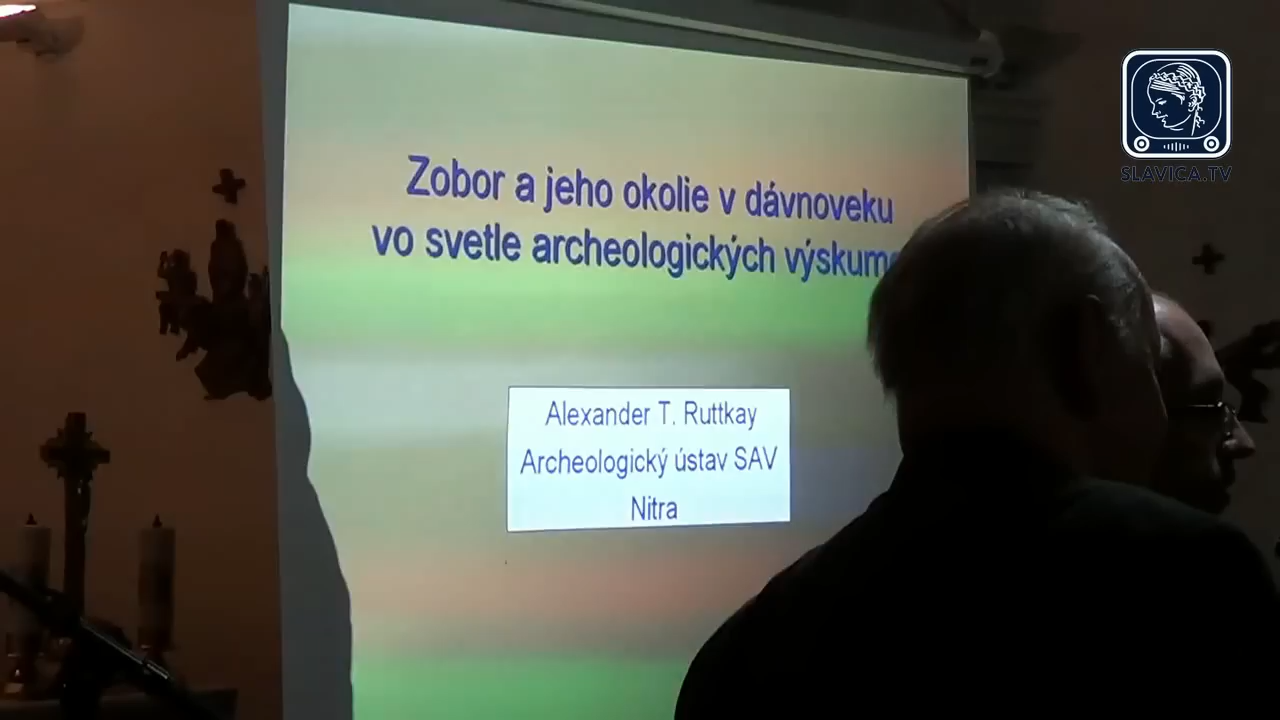 Zobor a jeho okolie v dávnoveku
vo svetle archeologických
Alexander T. Ruttkay
Archeologický ústav SAV
Nitra
SLAVICA.TV